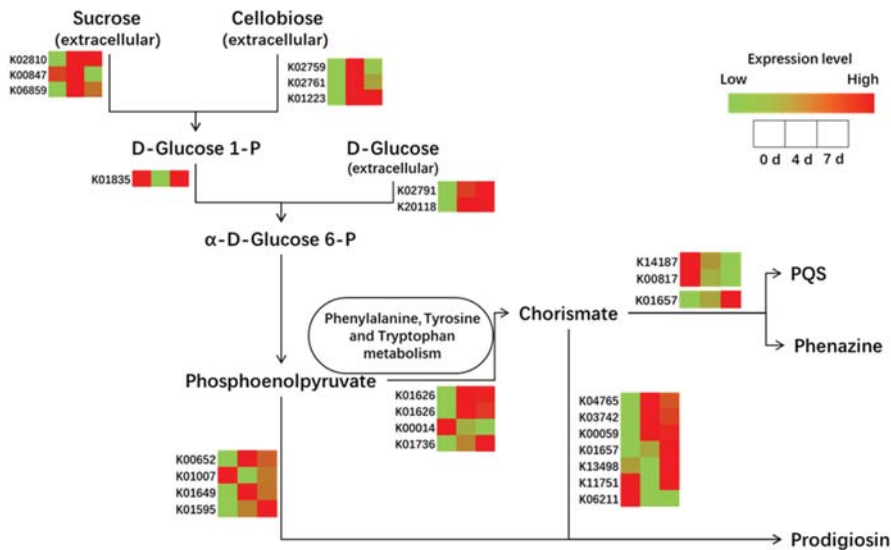 Sucrose
(extracellular)
Cellobiose
(extracellular)
K02810
K00847
K06859
K02759
K02761
K01223
Expression level
Low
High
0 d
4 d
7 d
D-Glucose 1-P
D-Glucose
(extracellular)
K01835
K02791
K20118
α-D-Glucose 6-P
K14187
K00817
K01657
PQS
Phenylalanine, Tyrosine
and Tryptophan
metabolism
Chorismate
Phenazine
Phosphoenolpyruvate
K01626
K01626
K00014
K01736
K04765
K03742
K00059
K01657
K13498
K11751
K06211
K00652
K01007
K01649
K01595
Prodigiosin